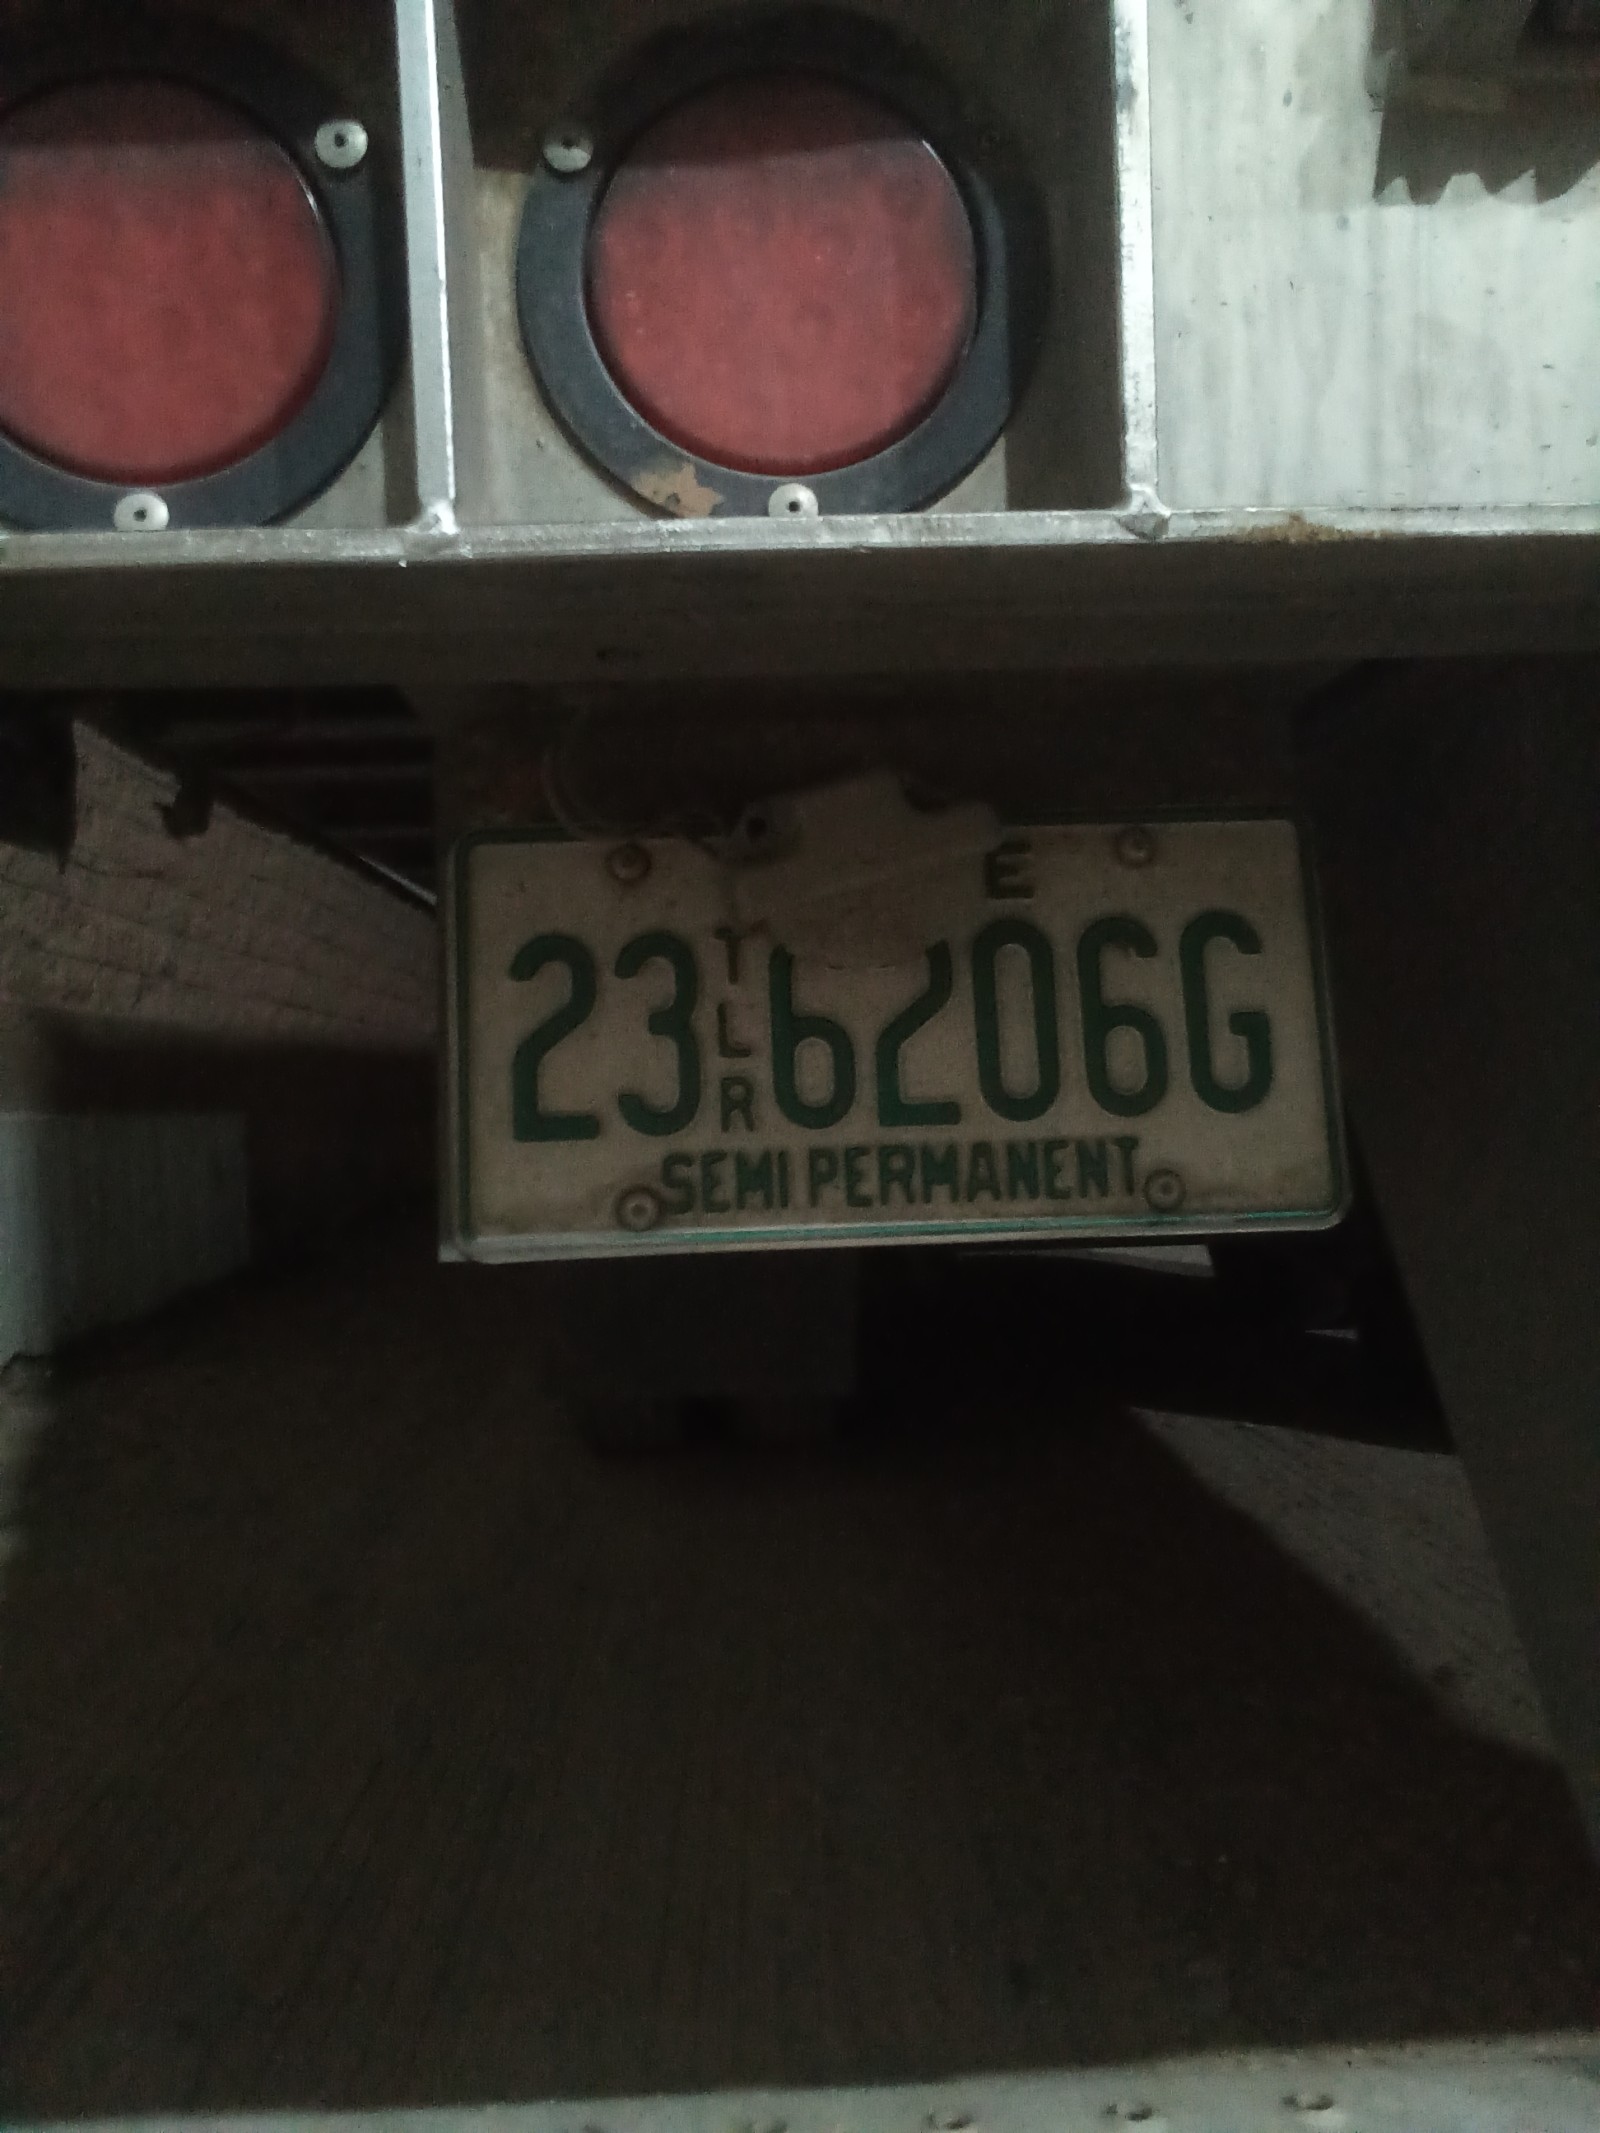 E
23 TLR 6206G
SEMI PERMANENT